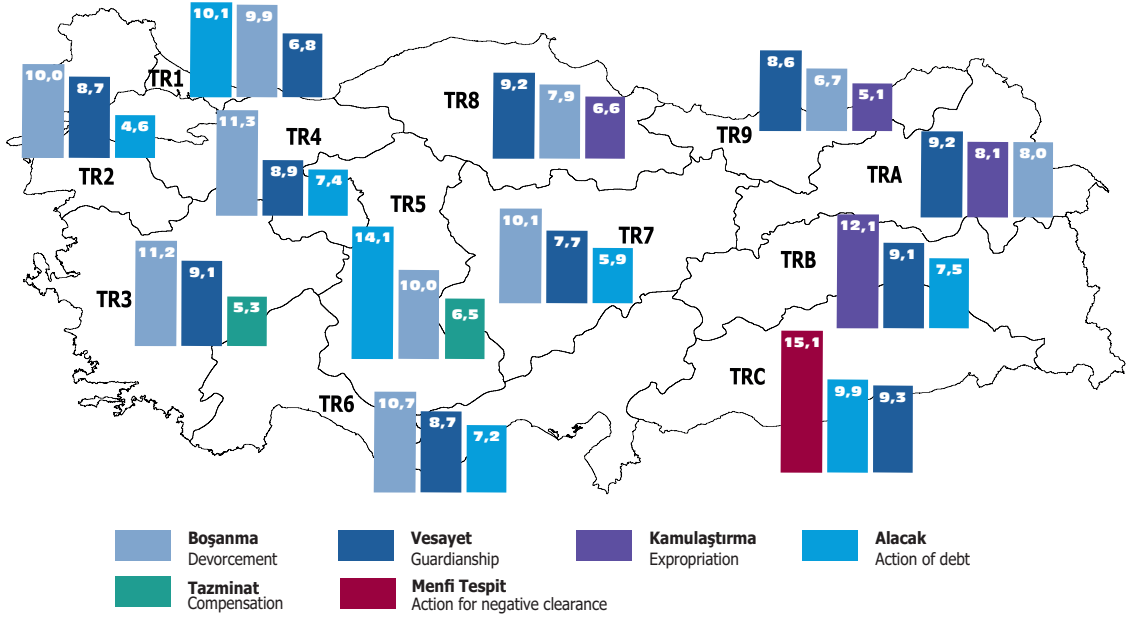 10,1 9,9 6,8
TR1
10,0 8,7 4,6
TR2
11,3 8,9 7,4
TR4
9,2 7,9 6,6
TR8
8,6 6,7 5,1
TR9
9,2 8,1 8,0
TRA
11,2 9,1 5,3
TR3
14,1 10,0 6,5
TR5
10,1 7,7 5,9
TR7
12,1 9,1 7,5
TRB
10,7 8,7 7,2
TR6
15,1 9,9 9,3
TRC
Boşanma
Devorcement
Vesayet
Guardianship
Kamulaştırma
Expropriation
Alacak
Action of debt
Tazminat
Compensation
Menfi Tespit
Action for negative clearance